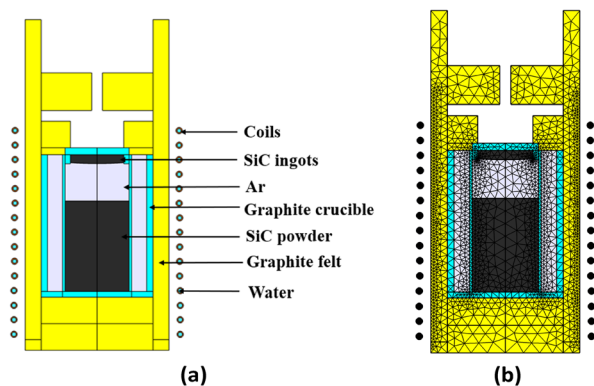 Coils
SiC ingots
Ar
Graphite crucible
SiC powder
Graphite felt
Water
(a)
(b)